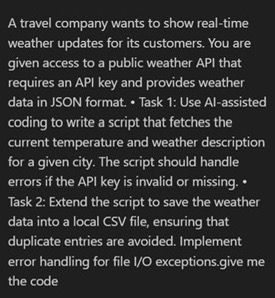 A travel company wants to show real-time
weather updates for its customers. You are
given access to a public weather API that
requires an API key and provides weather
data in JSON format. • Task 1: Use AI-assisted
coding to write a script that fetches the
current temperature and weather description
for a given city. The script should handle
errors if the API key is invalid or missing. •
Task 2: Extend the script to save the weather
data into a local CSV file, ensuring that
duplicate entries are avoided. Implement
error handling for file I/O exceptions.give me
the code